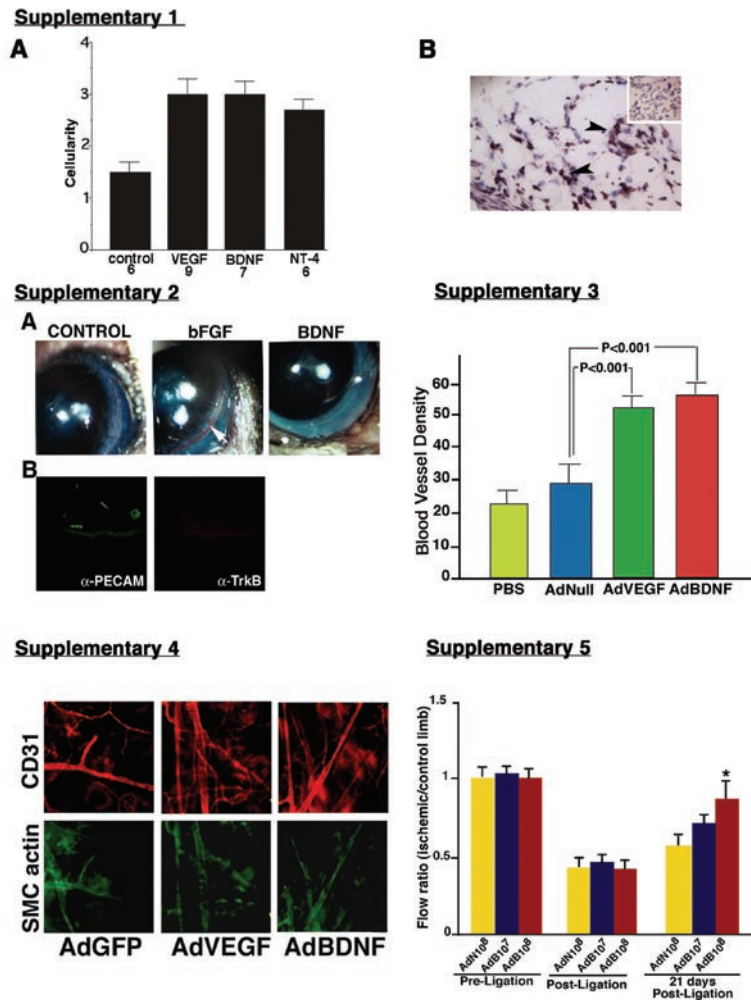 Supplementary 1
A
4
3
2
1
0
Cellularity
control VEGF BDNF NT-4
6 9 7 6
B
Supplementary 2
A
CONTROL bFGF BDNF
B
α-PECAM α-TrkB
Supplementary 3
P<0.001
P<0.001
60
50
40
30
20
10
0
Blood Vessel Density
PBS AdNull AdVEGF AdBDNF
Supplementary 4
CD31
SMC actin
AdGFP AdVEGF AdBDNF
Supplementary 5
1.5
1
0.5
0
Flow ratio (ischemic/control limb)
*
AdN10⁸ AdB10⁷ AdB10⁸ AdN10⁸ AdB10⁷ AdB10⁸ AdN10⁸ AdB10⁷ AdB10⁸
Pre-Ligation Post-Ligation 21 days
Post-Ligation